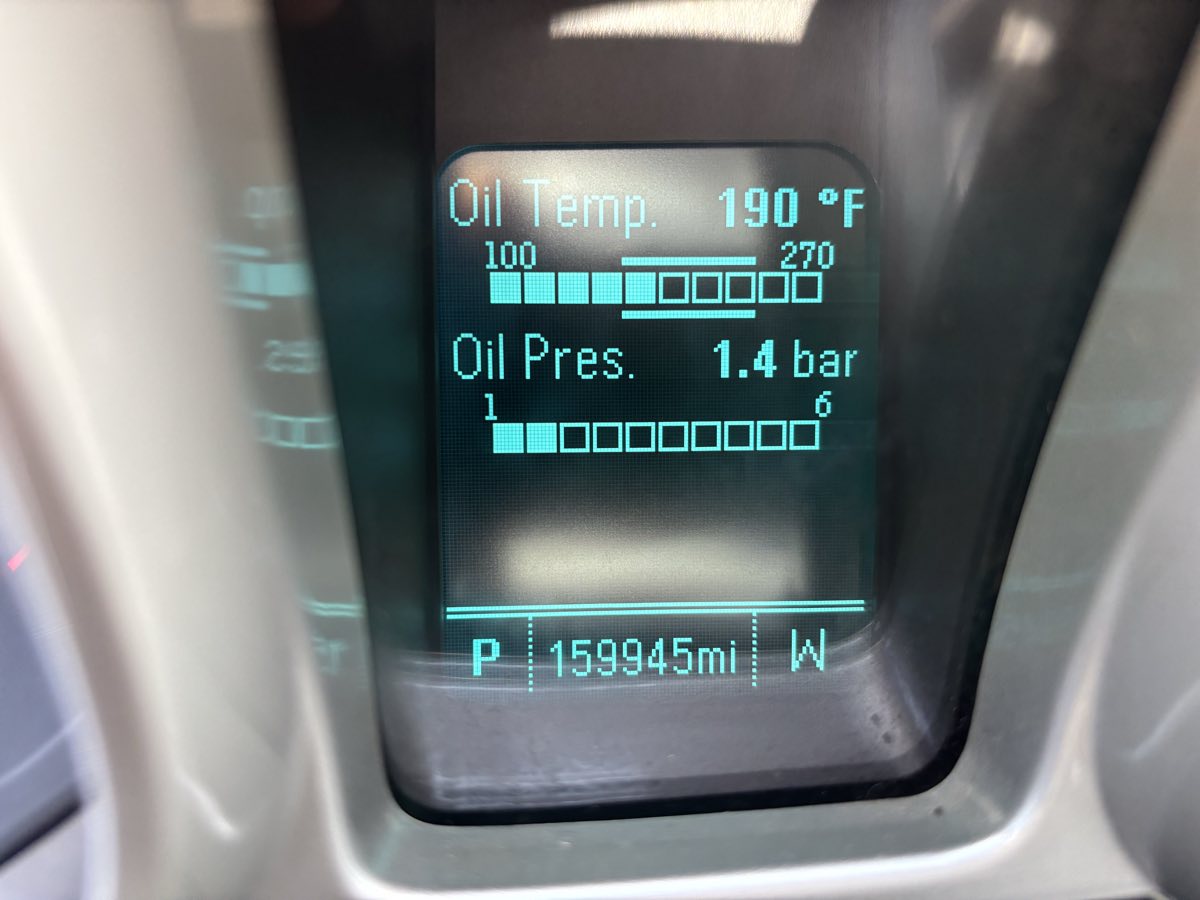 Oil Temp. 190 °F
100 270
Oil Pres. 1.4 bar
1 6
P 159945mi W